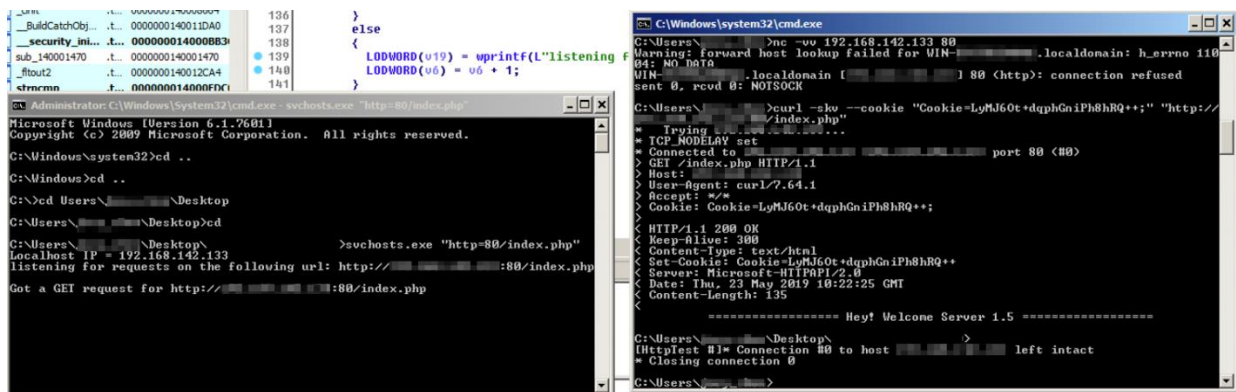 __BuildCatchObj... .t... 0000000140011DA0
__security_ini... .t...
sub_140001470 .t... 0000000140001470
_fltout2 .t... 0000000140012CA4
strncmp .t...
136 }
137 else
138 {
139 LODWORD(v19) = wprintf(L"listening f
140 LODWORD(v6) = v6 + 1;
141 }
Administrator: C:\Windows\System32\cmd.exe - svchosts.exe "http=80/index.php"
Microsoft Windows [Version 6.1.7601]
Copyright (c) 2009 Microsoft Corporation. All rights reserved.
C:\Windows\system32>cd ..
C:\Windows>cd ..
C:\>cd Users\ \Desktop
C:\Users\ \Desktop>cd
C:\Users\ \Desktop\ >svchosts.exe "http=80/index.php"
Localhost IP = 192.168.142.133
listening for requests on the following url: http:// :80/index.php
Got a GET request for http:// :80/index.php
C:\Windows\system32\cmd.exe
C:\Users\ >nc -vv 192.168.142.133 80
Warning: forward host lookup failed for WIN- .localdomain: h_errno 110
04: NO_DATA
WIN- .localdomain [ ] 80 (http): connection refused
sent 0, rcvd 0: NOTSOCK
C:\Users\ >curl -skv --cookie "Cookie=LyMJ6Ot+dqphGniPh8hRQ++;" "http://
/index.php"
* Trying ...
* TCP_NODELAY set
* Connected to port 80 (#0)
> GET /index.php HTTP/1.1
> Host:
> User-Agent: curl/7.64.1
> Accept: */*
> Cookie: Cookie=LyMJ6Ot+dqphGniPh8hRQ++;
>
< HTTP/1.1 200 OK
< Keep-Alive: 300
< Content-Type: text/html
< Set-Cookie: Cookie=LyMJ6Ot+dqphGniPh8hRQ++
< Server: Microsoft-HTTPAPI/2.0
< Date: Thu, 23 May 2019 10:22:25 GMT
< Content-Length: 135
<
================== Hey! Welcome Server 1.5 ==================
C:\Users\ \Desktop\ >
[HttpTest #]* Connection #0 to host left intact
* Closing connection 0
C:\Users\ >